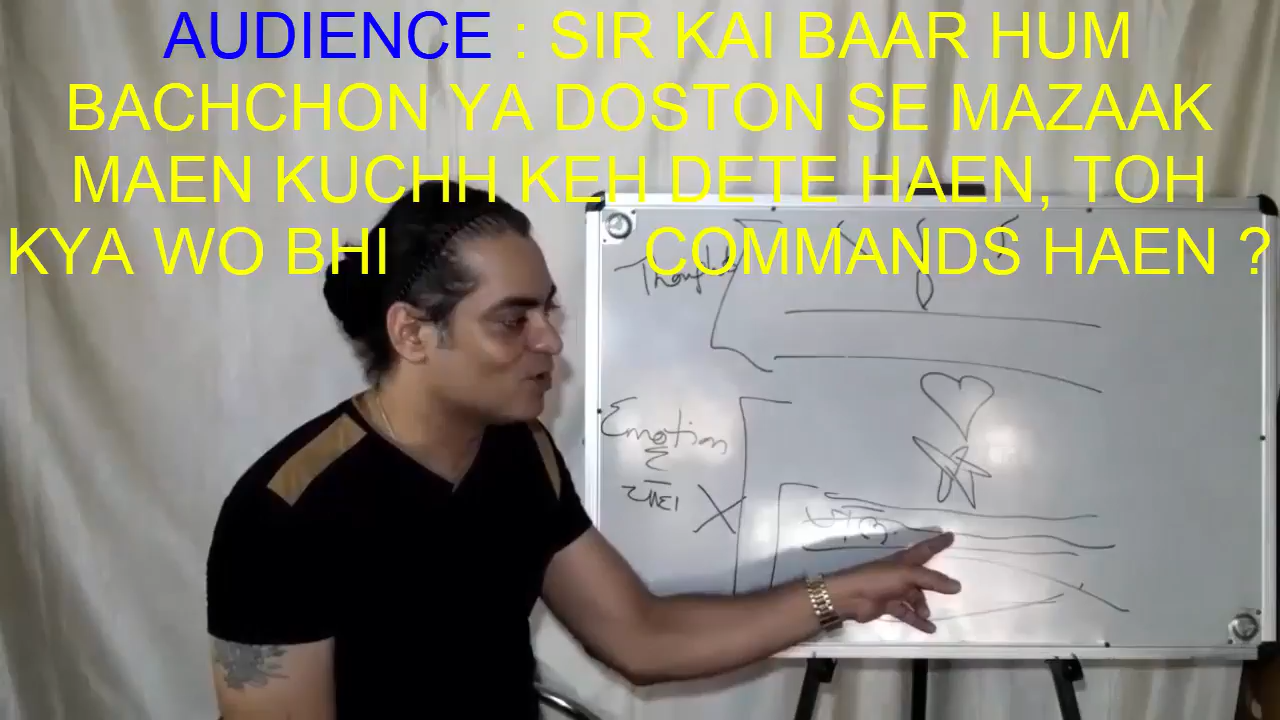 AUDIENCE : SIR KAI BAAR HUM
BACHCHON YA DOSTON SE MAZAAK
MAEN KUCHH KEH DETE HAEN, TOH
KYA WO BHI COMMANDS HAEN ?
Thought
Emotion